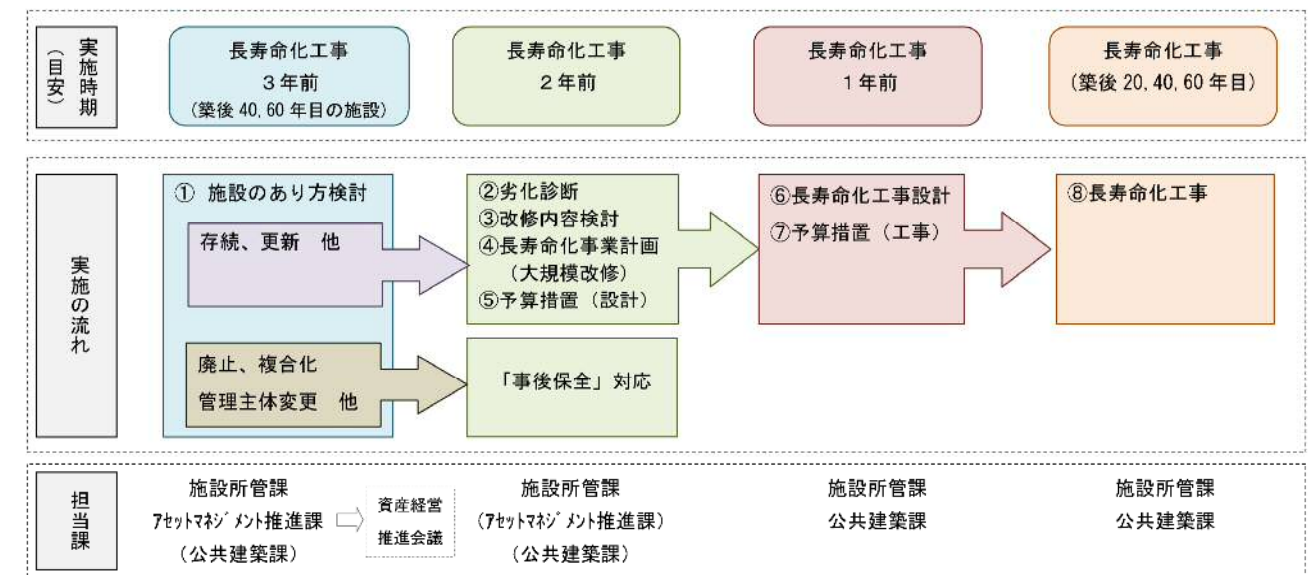 実施時期
（目安）
長寿命化工事
３年前
(築後 40, 60 年目の施設)
長寿命化工事
２年前
長寿命化工事
１年前
長寿命化工事
(築後 20, 40, 60 年目)
実施の流れ
① 施設のあり方検討
存続、更新　他
廃止、複合化
管理主体変更　他
②劣化診断
③改修内容検討
④長寿命化事業計画
（大規模改修）
⑤予算措置（設計）
「事後保全」対応
⑥長寿命化工事設計
⑦予算措置（工事）
⑧長寿命化工事
担当課
施設所管課
ｱｾｯﾄﾏﾈｼﾞﾒﾝﾄ推進課
（公共建築課）
資産経営
推進会議
施設所管課
(ｱｾｯﾄﾏﾈｼﾞﾒﾝﾄ推進課)
（公共建築課）
施設所管課
公共建築課
施設所管課
公共建築課